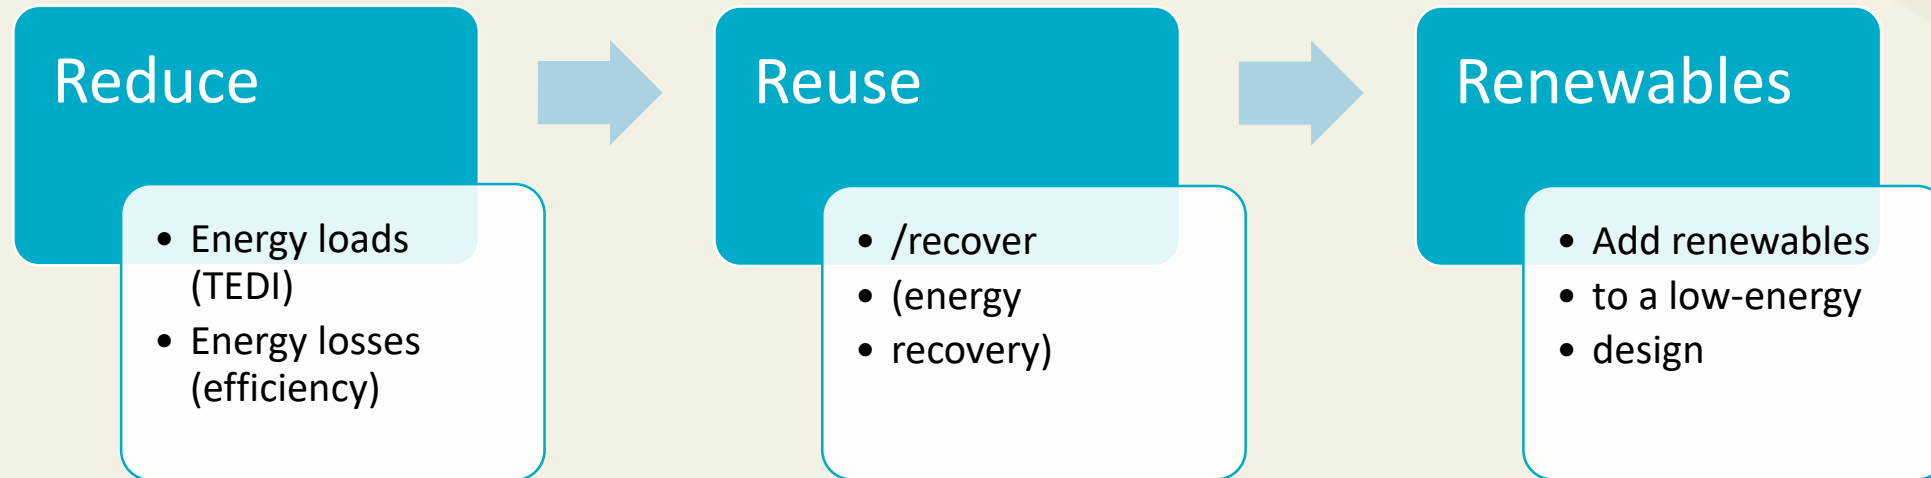 Reduce
• Energy loads
(TEDI)
• Energy losses
(efficiency)
Reuse
• /recover
• (energy
• recovery)
Renewables
• Add renewables
• to a low-energy
• design